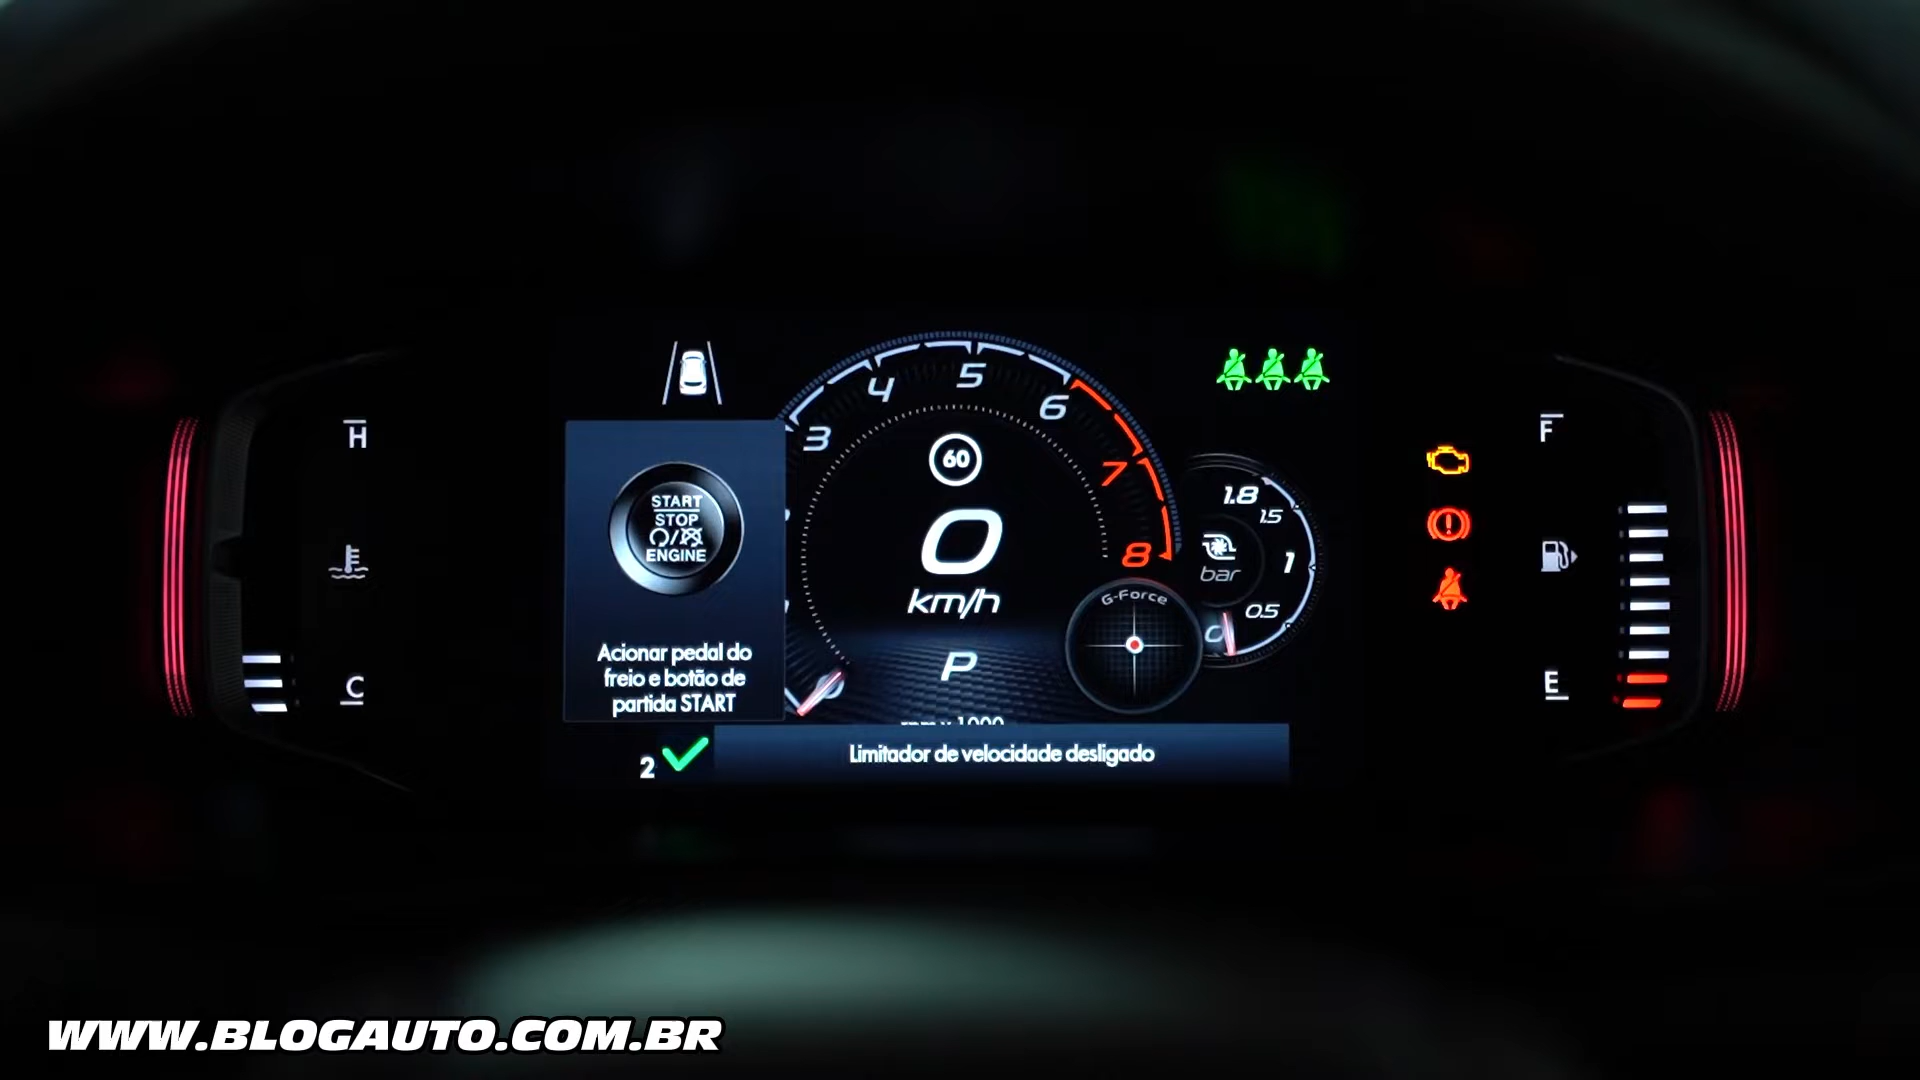 H
C
START
STOP
ENGINE
Acionar pedal do
freio e botão de
partida START
2
3
4
5
6
7
8
60
0
km/h
P
G-Force
1.8
1.5
1
0.5
0
bar
Limitador de velocidade desligado
F
E
WWW.BLOGAUTO.COM.BR